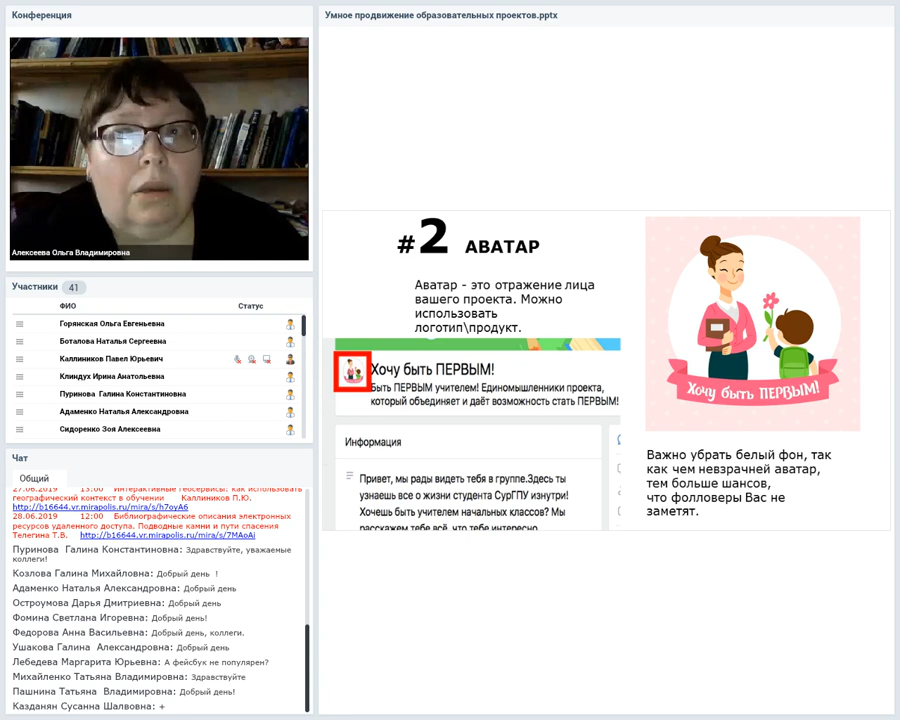 Конференция
Алексеева Ольга Владимировна
Участники 41
ФИО Статус
Горянская Ольга Евгеньевна
Боталова Наталья Сергеевна
Каллиников Павел Юрьевич
Клиндух Ирина Анатольевна
Пуринова Галина Константиновна
Адаменко Наталья Александровна
Сидоренко Зоя Алексеевна
Чат
Общий
27.06.2019 13:00 Интерактивные геосервисы: как использовать
географический контекст в обучении Каллиников П.Ю.
http://b16644.vr.mirapolis.ru/mira/s/h7oyA6
28.06.2019 12:00 Библиографические описания электронных
ресурсов удаленного доступа. Подводные камни и пути спасения
Телегина Т.В. http://b16644.vr.mirapolis.ru/mira/s/7MAoAi
Пуринова Галина Константиновна: Здравствуйте, уважаемые
коллеги!
Козлова Галина Михайловна: Добрый день !
Адаменко Наталья Александровна: Добрый день
Остроумова Дарья Дмитриевна: Добрый день
Фомина Светлана Игоревна: Добрый день!
Федорова Анна Васильевна: Добрый день, коллеги.
Ушакова Галина Александровна: Добрый день
Лебедева Маргарита Юрьевна: А фейсбук не популярен?
Михайленко Татьяна Владимировна: Здравствуйте
Пашнина Татьяна Владимировна: Добрый день!
Казданян Сусанна Шалвовна: +
Умное продвижение образовательных проектов.pptx
#2 АВАТАР
Аватар - это отражение лица
вашего проекта. Можно
использовать
логотип\продукт.
Хочу быть ПЕРВЫМ!
Быть ПЕРВЫМ учителем! Единомышленники проекта,
который объединяет и даёт возможность стать ПЕРВЫМ!
Информация
Привет, мы рады видеть тебя в группе.Здесь ты
узнаешь все о жизни студента СурГПУ изнутри!
Хочешь быть учителем начальных классов? Мы
расскажем тебе всё, что тебе интересно
Хочу быть ПЕРВЫМ!
Важно убрать белый фон, так
как чем невзрачней аватар,
тем больше шансов,
что фолловеры Вас не
заметят.